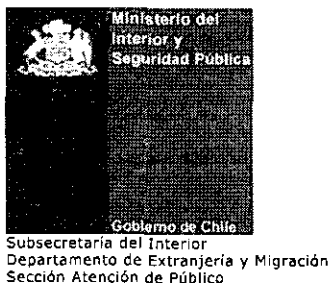 Ministerio del
Interior y
Seguridad Pública
Gobierno de Chile
Subsecretaría del Interior
Departamento de Extranjería y Migración
Sección Atención de Público